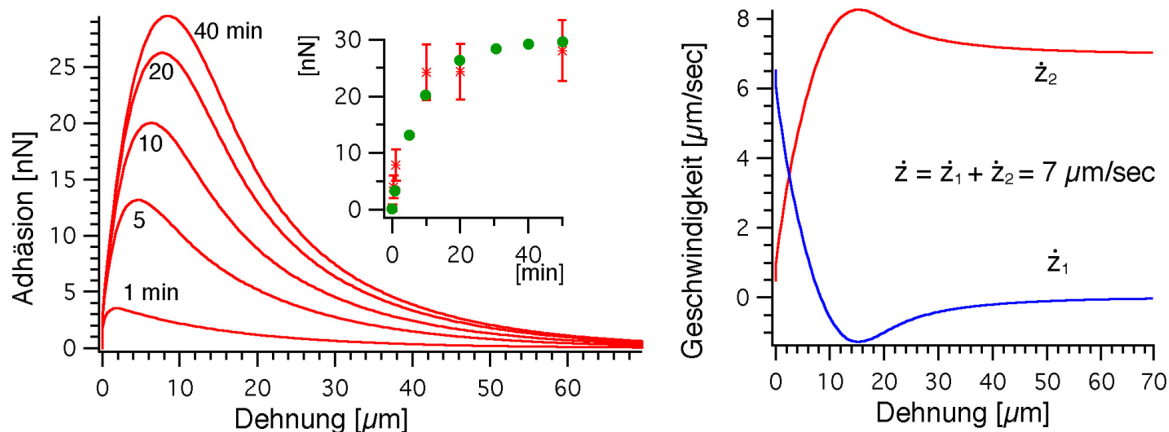 Adhäsion [nN]
25
20
15
10
5
0
40 min
20
10
5
1 min
0 10 20 30 40 50 60
Dehnung [µm]
[nN]
30
20
10
0
0 20 40
[min]
Geschwindigkeit [µm/sec]
8
6
4
2
0
ż₂
ż = ż₁ + ż₂ = 7 µm/sec
ż₁
0 10 20 30 40 50 60 70
Dehnung [µm]